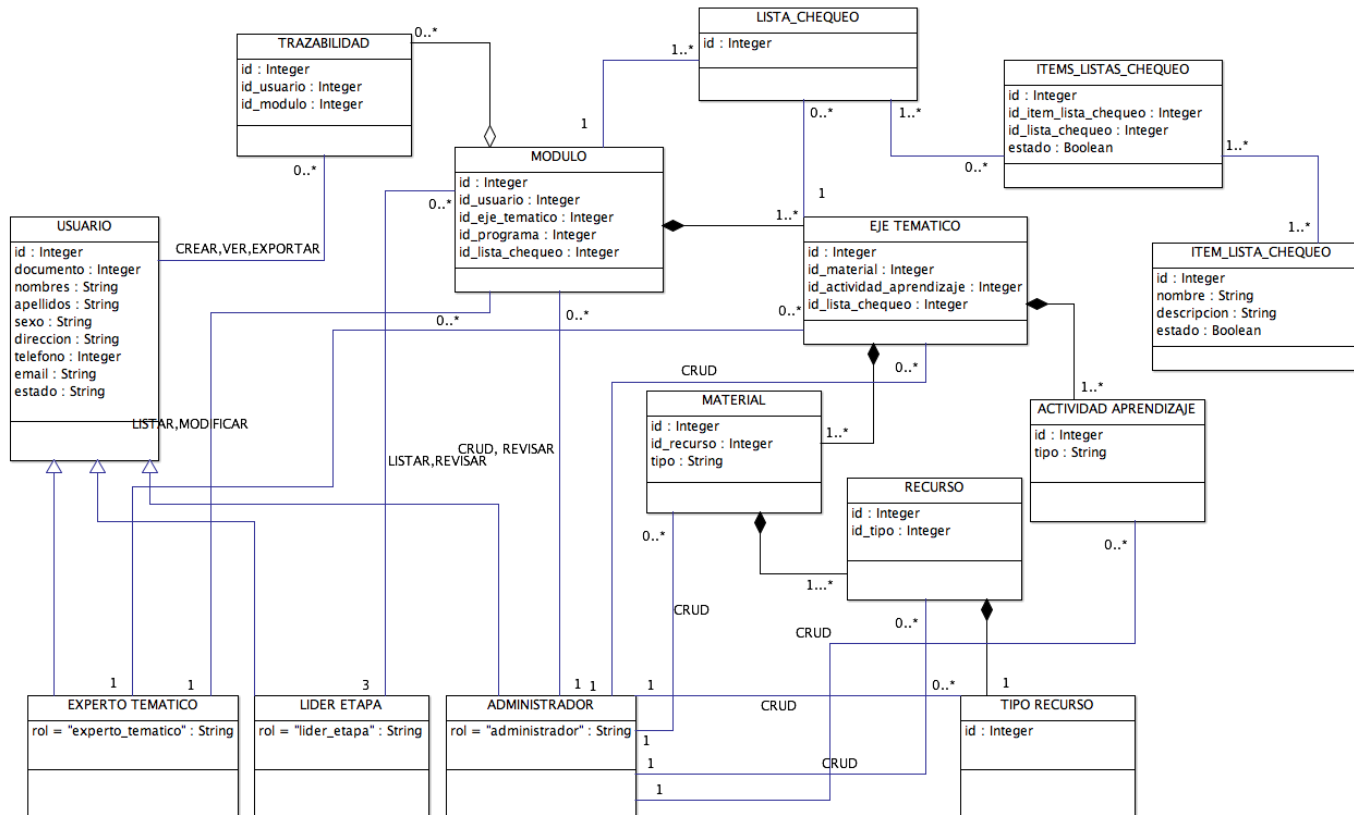 LISTA_CHEQUEO
id : Integer
TRAZABILIDAD
id : Integer
id_usuario : Integer
id_modulo : Integer
0..*
1..*
ITEMS_LISTAS_CHEQUEO
id : Integer
id_item_lista_chequeo : Integer
id_lista_chequeo : Integer
estado : Boolean
0..*
1..*
1
MODULO
id : Integer
id_usuario : Integer
id_eje_tematico : Integer
id_programa : Integer
id_lista_chequeo : Integer
0..*
1..*
0..*
0..*
1
1..*
USUARIO
id : Integer
documento : Integer
nombres : String
apellidos : String
sexo : String
direccion : String
telefono : Integer
email : String
estado : String
CREAR,VER,EXPORTAR
EJE TEMATICO
id : Integer
id_material : Integer
id_actividad_aprendizaje : Integer
id_lista_chequeo : Integer
1..*
ITEM_LISTA_CHEQUEO
id : Integer
nombre : String
descripcion : String
estado : Boolean
0..*
0..*
0..*
CRUD
0..*
1..*
MATERIAL
id : Integer
id_recurso : Integer
tipo : String
ACTIVIDAD APRENDIZAJE
id : Integer
tipo : String
LISTAR,MODIFICAR
CRUD, REVISAR
LISTAR,REVISAR
1..*
RECURSO
id : Integer
id_tipo : Integer
0..*
1...*
0..*
0..*
CRUD
CRUD
1
1
3
1
1
1
0..*
1
EXPERTO TEMATICO
rol = "experto_tematico" : String
LIDER ETAPA
rol = "lider_etapa" : String
ADMINISTRADOR
rol = "administrador" : String
CRUD
TIPO RECURSO
id : Integer
1
1
CRUD
1